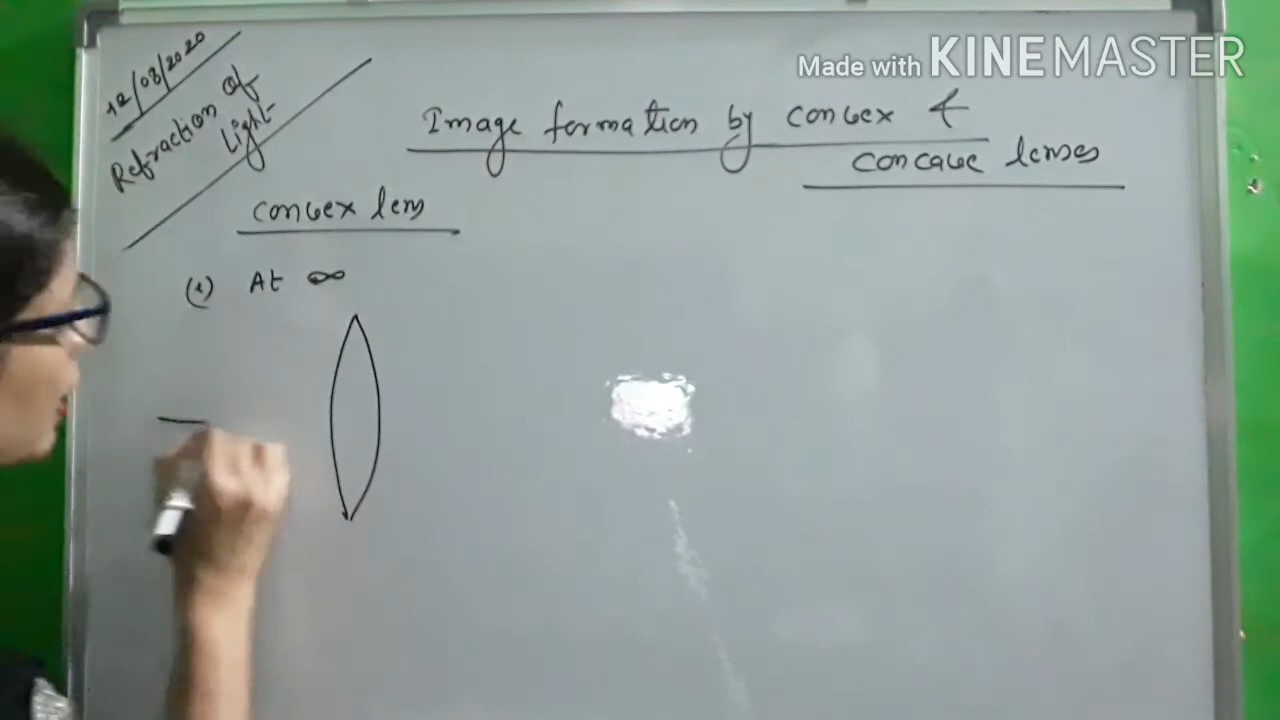 12/08/2020
Refraction of
Light
Made with KINEMASTER
Image formation by convex &
concave lenses
convex lens
(1) At ∞